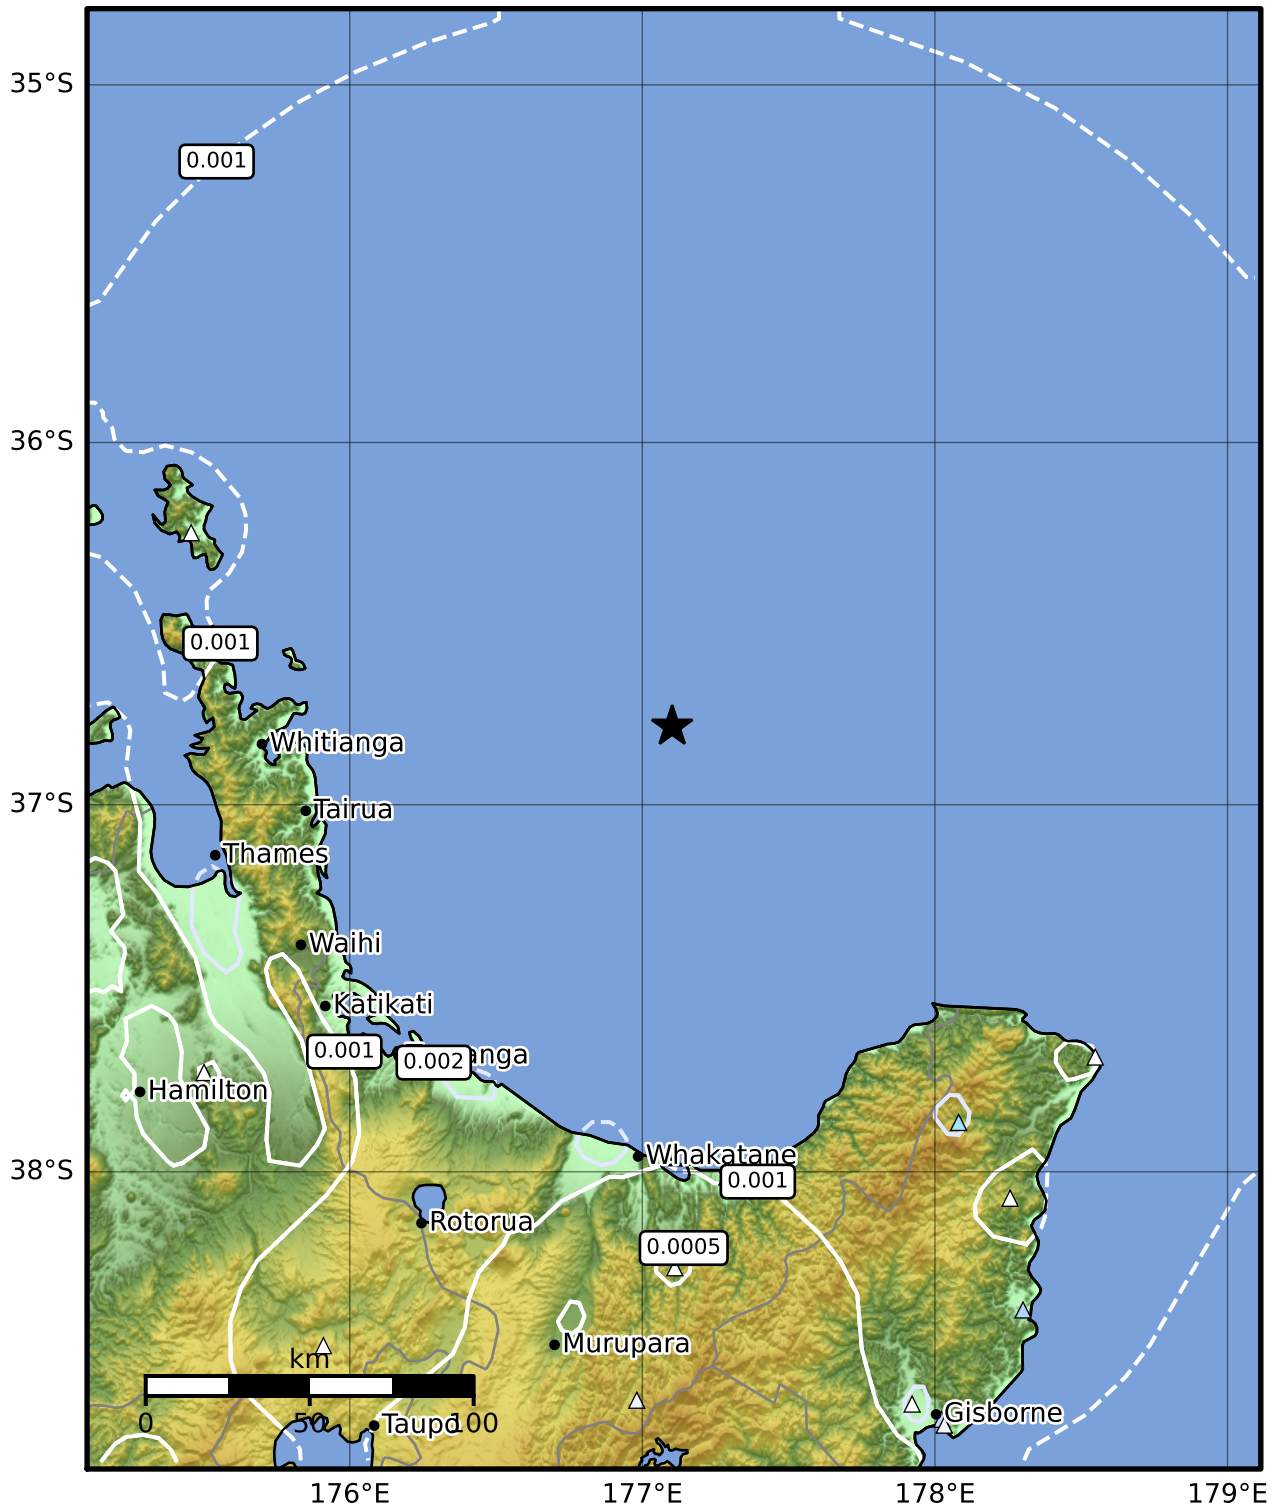 35°S
0.001
36°S
0.001
Whitianga
37°S
Tairua
Thames
Waihi
Katikati
0.001
0.002
anga
Hamilton
38°S
Whakatane
0.001
Rotorua
0.0005
Murupara
km
0 50 100
Taupo
Gisborne
176°E 177°E 178°E 179°E